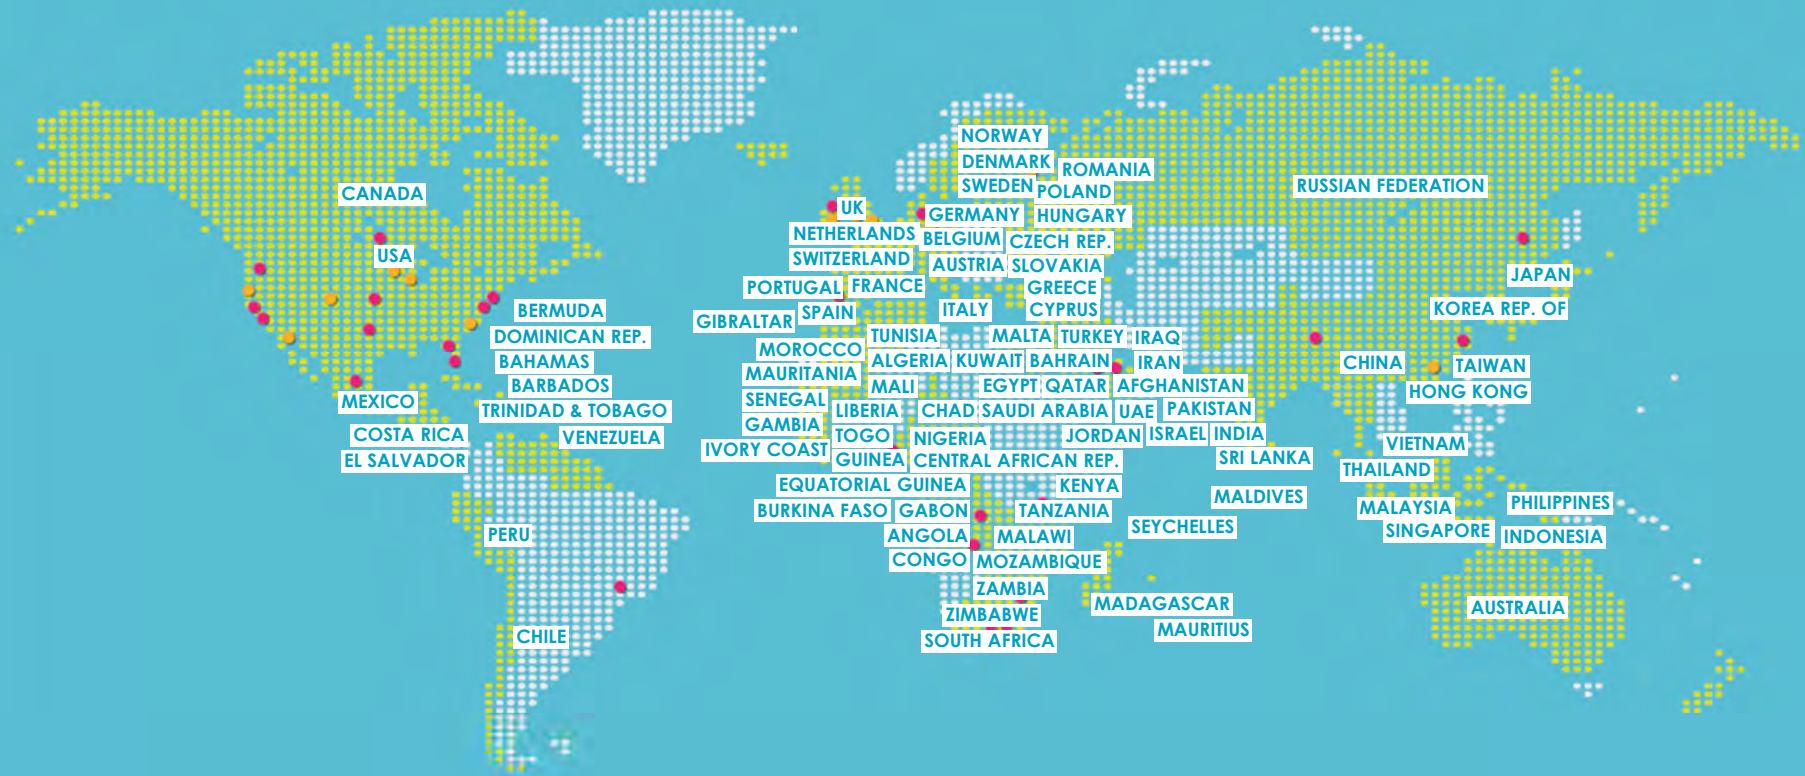 CANADA
USA
BERMUDA
DOMINICAN REP.
BAHAMAS
BARBADOS
MEXICO
TRINIDAD & TOBAGO
COSTA RICA
VENEZUELA
EL SALVADOR
PERU
CHILE
NORWAY
DENMARK
ROMANIA
SWEDEN
POLAND
UK
GERMANY
HUNGARY
NETHERLANDS
BELGIUM
CZECH REP.
SWITZERLAND
AUSTRIA
SLOVAKIA
PORTUGAL
FRANCE
GREECE
GIBRALTAR
SPAIN
ITALY
CYPRUS
TUNISIA
MALTA
TURKEY
IRAQ
MOROCCO
ALGERIA
KUWAIT
BAHRAIN
IRAN
MAURITANIA
MALI
EGYPT
QATAR
AFGHANISTAN
SENEGAL
LIBERIA
CHAD
SAUDI ARABIA
UAE
PAKISTAN
GAMBIA
TOGO
NIGERIA
JORDAN
ISRAEL
INDIA
IVORY COAST
GUINEA
CENTRAL AFRICAN REP.
SRI LANKA
EQUATORIAL GUINEA
KENYA
MALDIVES
BURKINA FASO
GABON
TANZANIA
SEYCHELLES
ANGOLA
MALAWI
CONGO
MOZAMBIQUE
ZAMBIA
MADAGASCAR
ZIMBABWE
MAURITIUS
SOUTH AFRICA
RUSSIAN FEDERATION
JAPAN
KOREA REP. OF
CHINA
TAIWAN
HONG KONG
VIETNAM
THAILAND
MALAYSIA
PHILIPPINES
SINGAPORE
INDONESIA
AUSTRALIA